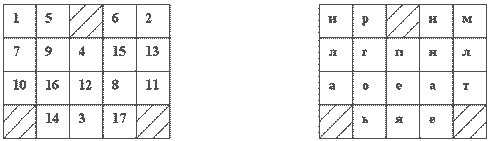 1 5 6 2
7 9 4 15 13
10 16 12 8 11
14 3 17
и р и м
л г п н л
а о е а т
ь я е